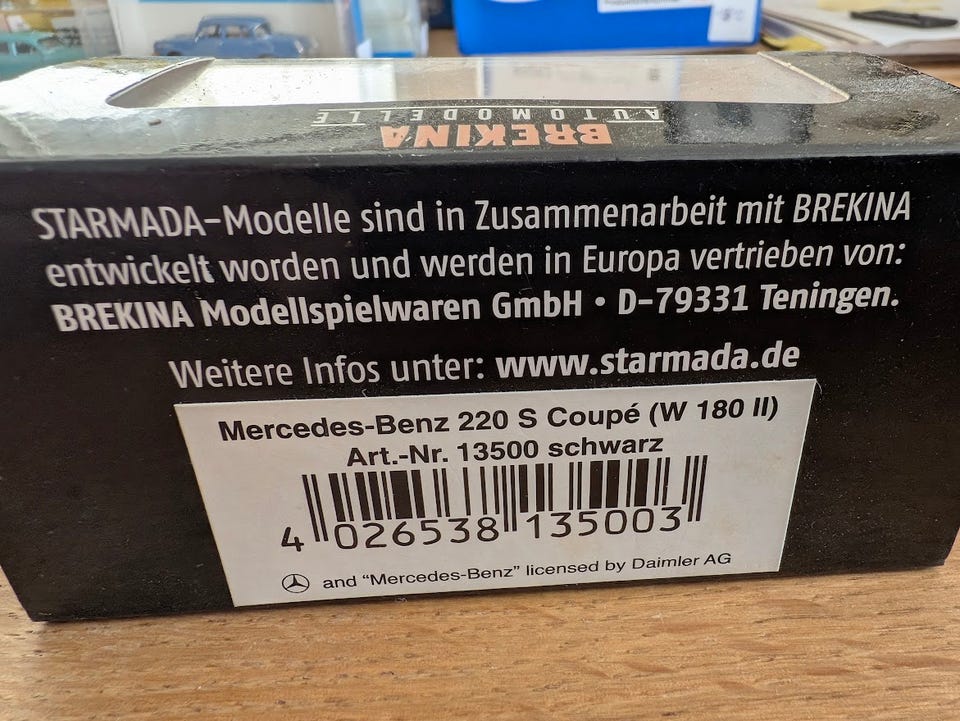 BREKINA
AUTOMODELLE
STARMADA-Modelle sind in Zusammenarbeit mit BREKINA
entwickelt worden und werden in Europa vertrieben von:
BREKINA Modellspielwaren GmbH • D-79331 Teningen.
Weitere Infos unter: www.starmada.de
Mercedes-Benz 220 S Coupé (W 180 II)
Art.-Nr. 13500 schwarz
4 026538 135003
and "Mercedes-Benz" licensed by Daimler AG